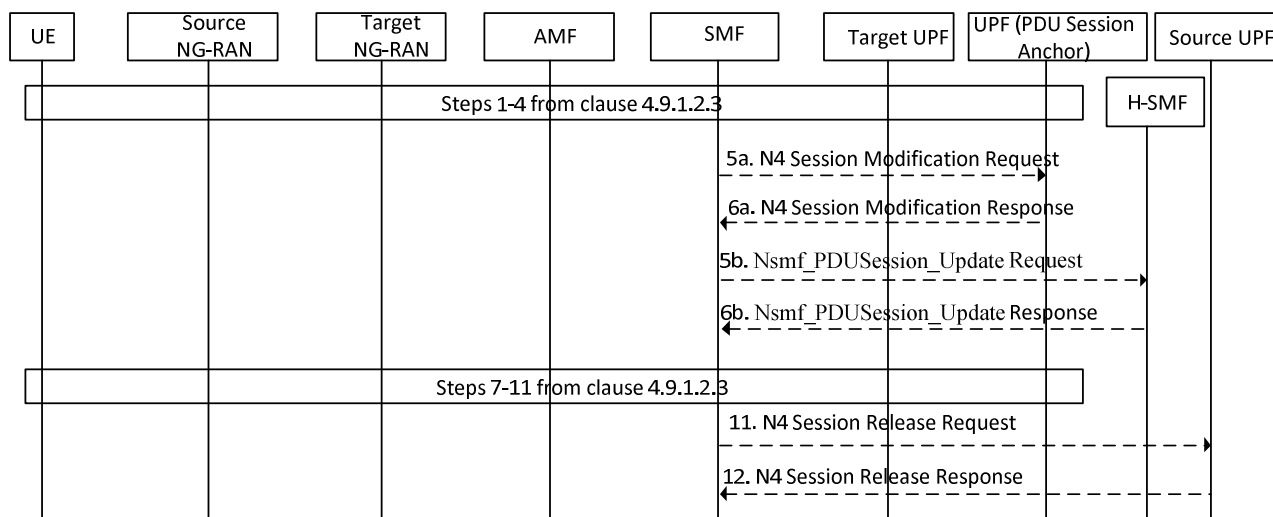 UE
Source
NG-RAN
Target
NG-RAN
AMF
SMF
Target UPF
UPF (PDU Session
Anchor)
Source UPF
Steps 1-4 from clause 4.9.1.2.3
H-SMF
5a. N4 Session Modification Request
6a. N4 Session Modification Response
5b. Nsmf_PDUSession_Update Request
6b. Nsmf_PDUSession_Update Response
Steps 7-11 from clause 4.9.1.2.3
11. N4 Session Release Request
12. N4 Session Release Response